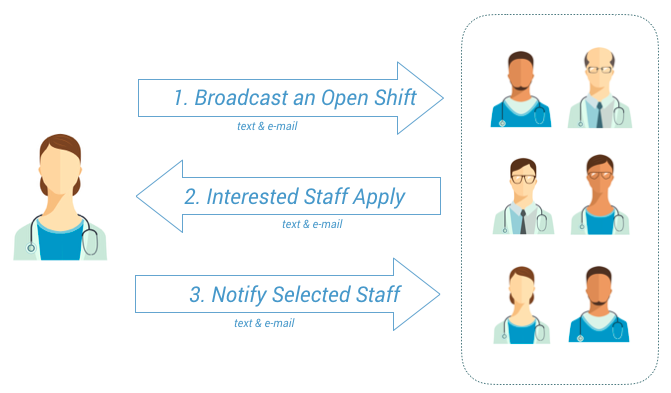 1. Broadcast an Open Shift
text & e-mail
2. Interested Staff Apply
text & e-mail
3. Notify Selected Staff
text & e-mail